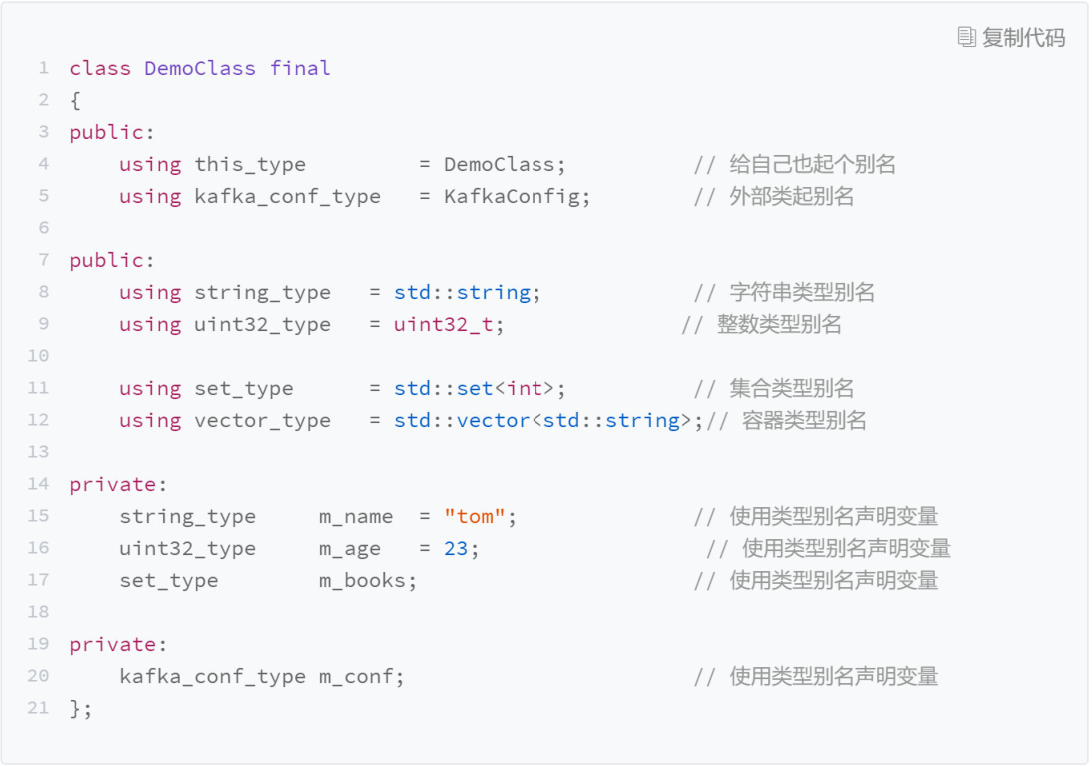 复制代码
1 class DemoClass final
2 {
3 public:
4     using this_type         = DemoClass;          // 给自己也起个别名
5     using kafka_conf_type   = KafkaConfig;        // 外部类起别名
6
7 public:
8     using string_type   = std::string;            // 字符串类型别名
9     using uint32_type   = uint32_t;              // 整数类型别名
10
11     using set_type      = std::set<int>;          // 集合类型别名
12     using vector_type   = std::vector<std::string>;// 容器类型别名
13
14 private:
15     string_type     m_name  = "tom";              // 使用类型别名声明变量
16     uint32_type     m_age   = 23;                  // 使用类型别名声明变量
17     set_type        m_books;                      // 使用类型别名声明变量
18
19 private:
20     kafka_conf_type m_conf;                       // 使用类型别名声明变量
21 };